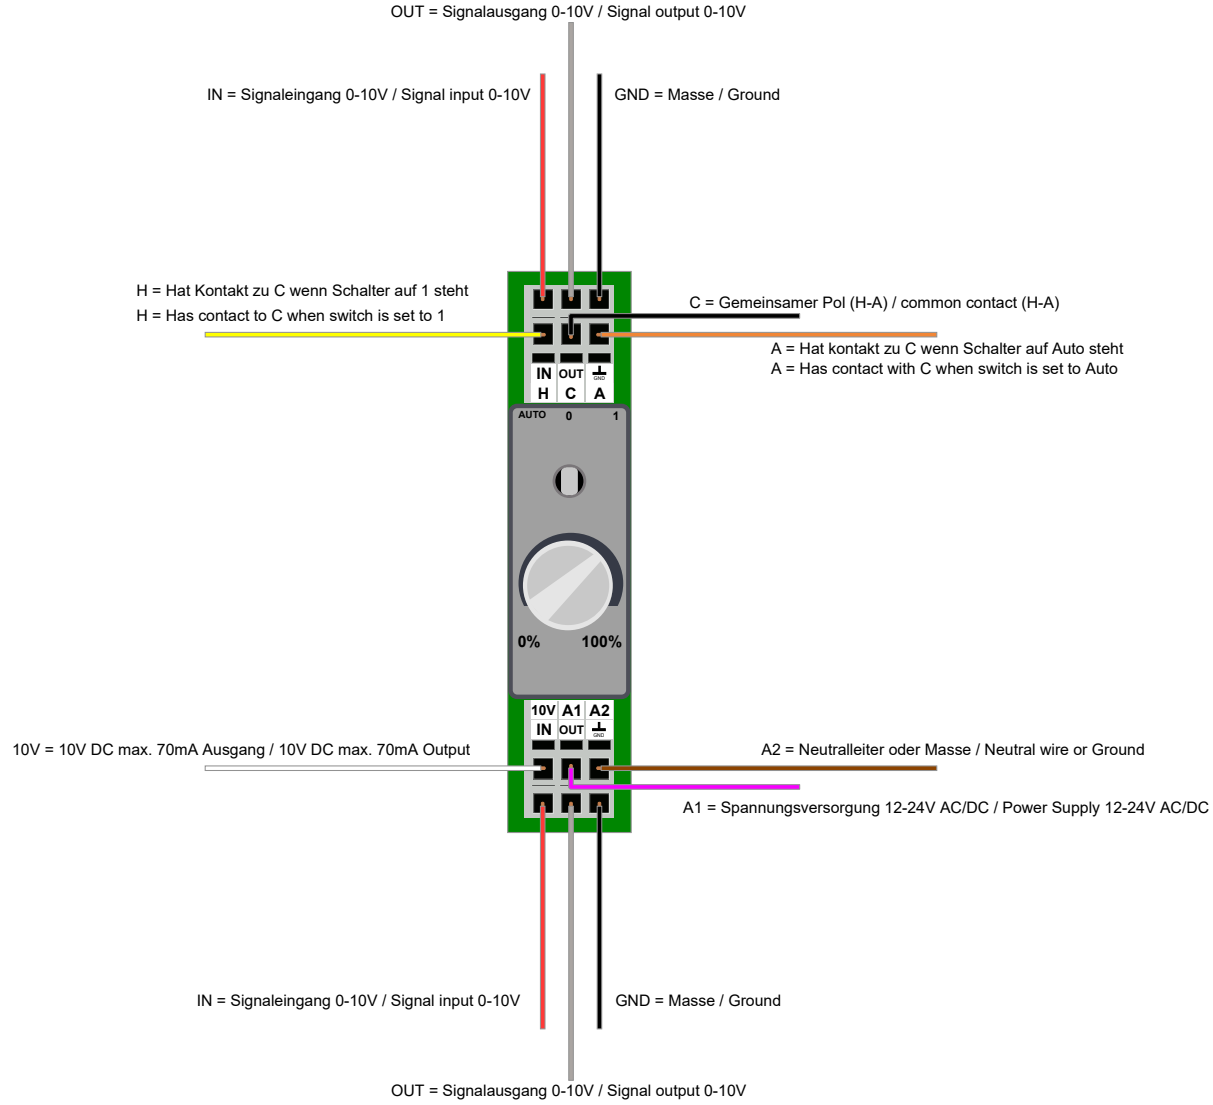 OUT = Signalausgang 0-10V / Signal output 0-10V
IN = Signaleingang 0-10V / Signal input 0-10V
GND = Masse / Ground
H = Hat Kontakt zu C wenn Schalter auf 1 steht
H = Has contact to C when switch is set to 1
C = Gemeinsamer Pol (H-A) / common contact (H-A)
A = Hat kontakt zu C wenn Schalter auf Auto steht
A = Has contact with C when switch is set to Auto
IN OUT GND
H C A
AUTO 0 1
0% 100%
10V A1 A2
IN OUT GND
10V = 10V DC max. 70mA Ausgang / 10V DC max. 70mA Output
A2 = Neutralleiter oder Masse / Neutral wire or Ground
A1 = Spannungsversorgung 12-24V AC/DC / Power Supply 12-24V AC/DC
IN = Signaleingang 0-10V / Signal input 0-10V
GND = Masse / Ground
OUT = Signalausgang 0-10V / Signal output 0-10V